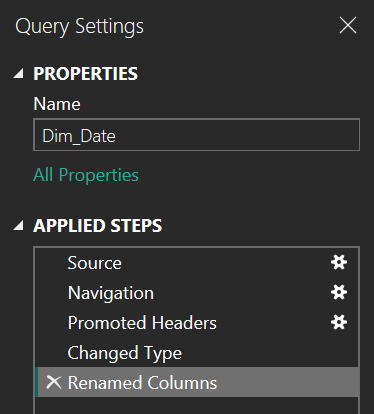 Query Settings
PROPERTIES
Name
Dim_Date
All Properties
APPLIED STEPS
Source
Navigation
Promoted Headers
Changed Type
Renamed Columns